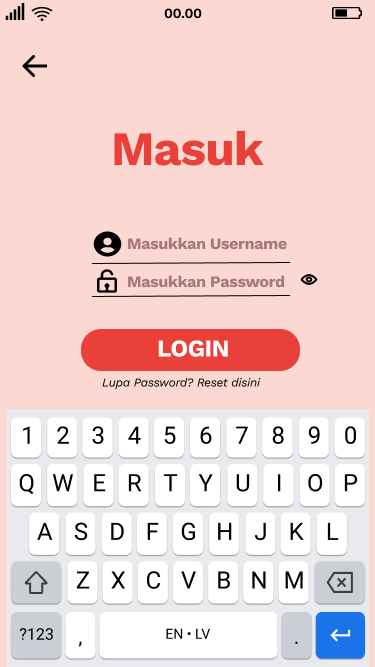 00.00
Masuk
Masukkan Username
Masukkan Password
LOGIN
Lupa Password? Reset disini
1 2 3 4 5 6 7 8 9 0
Q W E R T Y U I O P
A S D F G H J K L
Z X C V B N M
?123 , EN • LV .